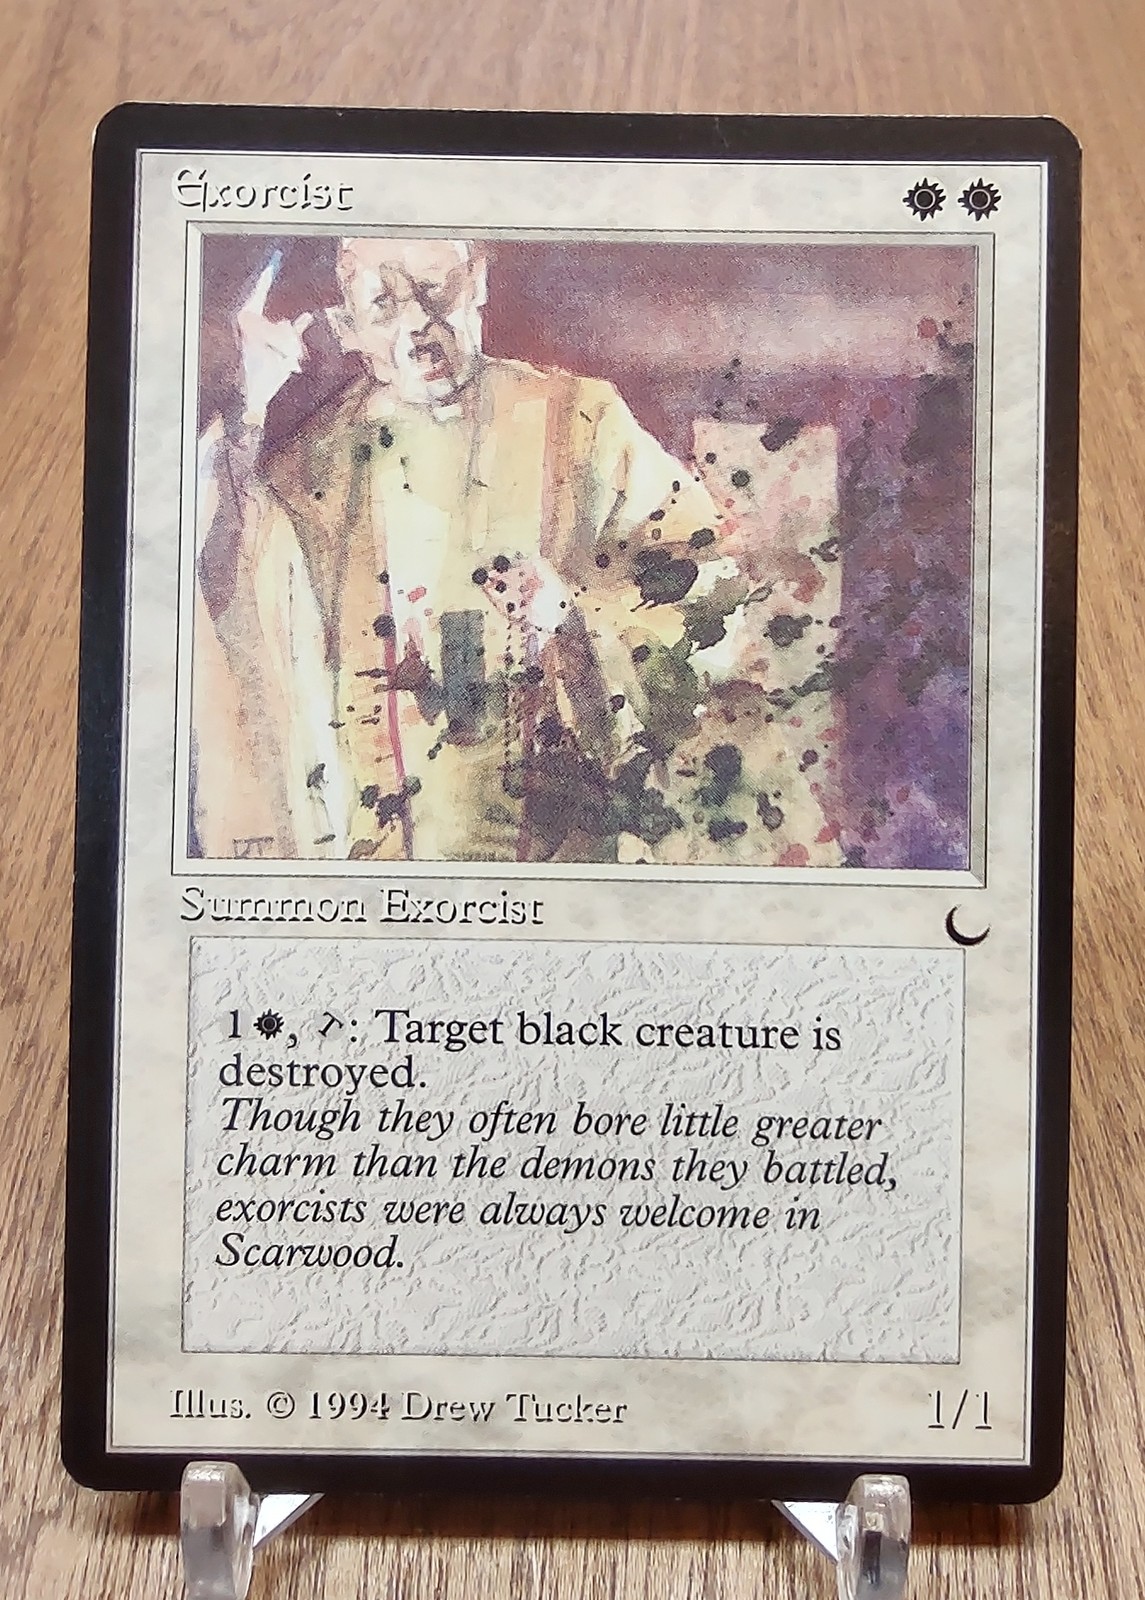 Exorcist
Summon Exorcist
1 , T: Target black creature is
destroyed.
Though they often bore little greater
charm than the demons they battled,
exorcists were always welcome in
Scarwood.
Illus. © 1994 Drew Tucker
1/1